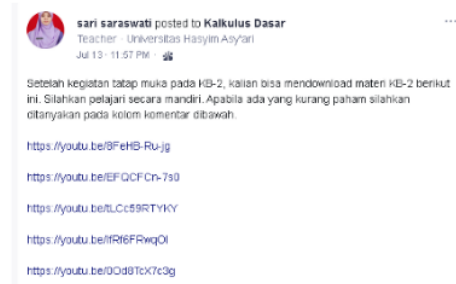 sari saraswati posted to Kalkulus Dasar
Teacher · Universitas Hasyim Asy'ari
Jul 13 · 11:57 PM ·
Setelah kegiatan tatap muka pada KB-2, kalian bisa mendownload materi KB-2 berikut
ini. Silahkan pelajari secara mandiri. Apabila ada yang kurang paham silahkan
ditanyakan pada kolom komentar dibawah.
https://youtu.be/8FeHB-Ru-jg
https://youtu.be/EFQCFCn-7s0
https://youtu.be/tLCc59RTYKY
https://youtu.be/lfRf6FRwqOI
https://youtu.be/0Od8TcX7c3g